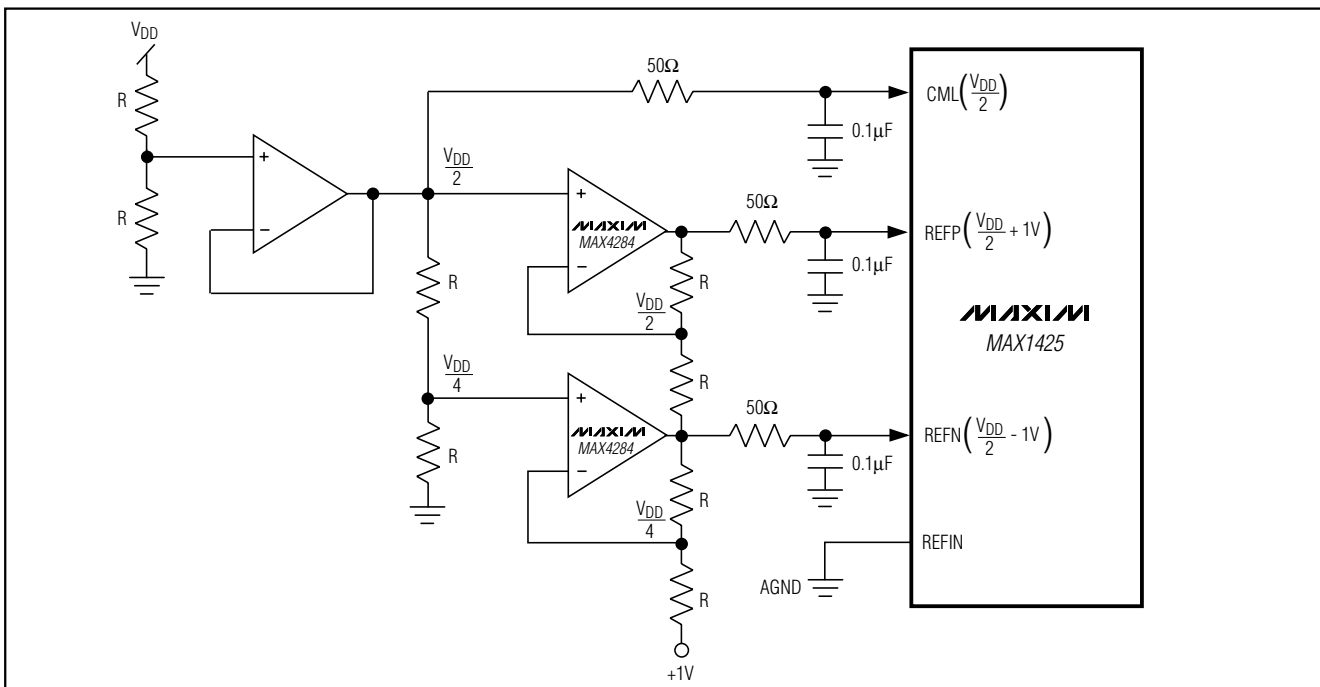 VDD
R
R
+
−
VDD
2
VDD
4
R
R
50Ω
0.1µF
CML(VDD/2)
+
−
MAXIM
MAX4284
VDD
2
R
R
50Ω
0.1µF
REFP(VDD/2 + 1V)
MAXIM
MAX1425
+
−
MAXIM
MAX4284
VDD
4
R
R
+1V
50Ω
0.1µF
REFN(VDD/2 - 1V)
REFIN
AGND